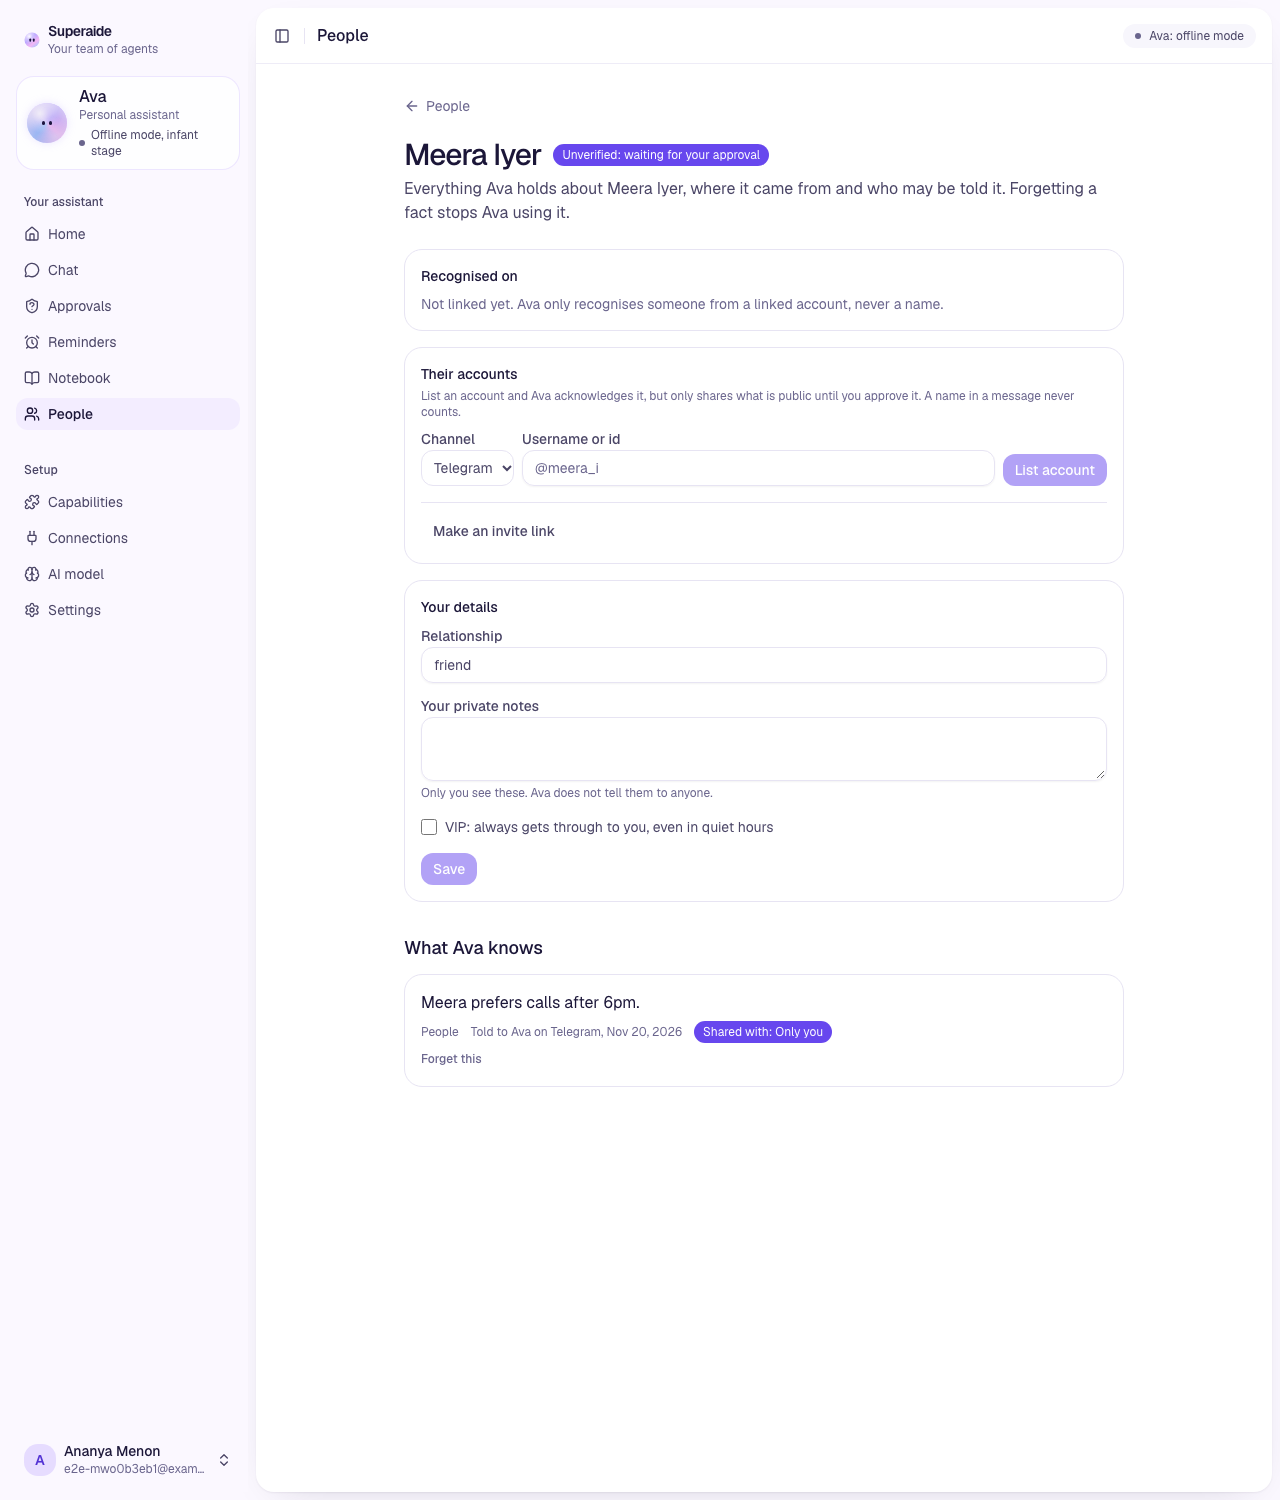 Superaide
Your team of agents
Ava
Personal assistant
Offline mode, infant
stage
Your assistant
Home
Chat
Approvals
Reminders
Notebook
People
Setup
Capabilities
Connections
AI model
Settings
A
Ananya Menon
e2e-mwo0b3eb1@exam...
People
Ava: offline mode
People
Meera Iyer
Unverified: waiting for your approval
Everything Ava holds about Meera Iyer, where it came from and who may be told it. Forgetting a
fact stops Ava using it.
Recognised on
Not linked yet. Ava only recognises someone from a linked account, never a name.
Their accounts
List an account and Ava acknowledges it, but only shares what is public until you approve it. A name in a message never
counts.
Channel
Username or id
Telegram
@meera_i
List account
Make an invite link
Your details
Relationship
friend
Your private notes
Only you see these. Ava does not tell them to anyone.
VIP: always gets through to you, even in quiet hours
Save
What Ava knows
Meera prefers calls after 6pm.
People
Told to Ava on Telegram, Nov 20, 2026
Shared with: Only you
Forget this